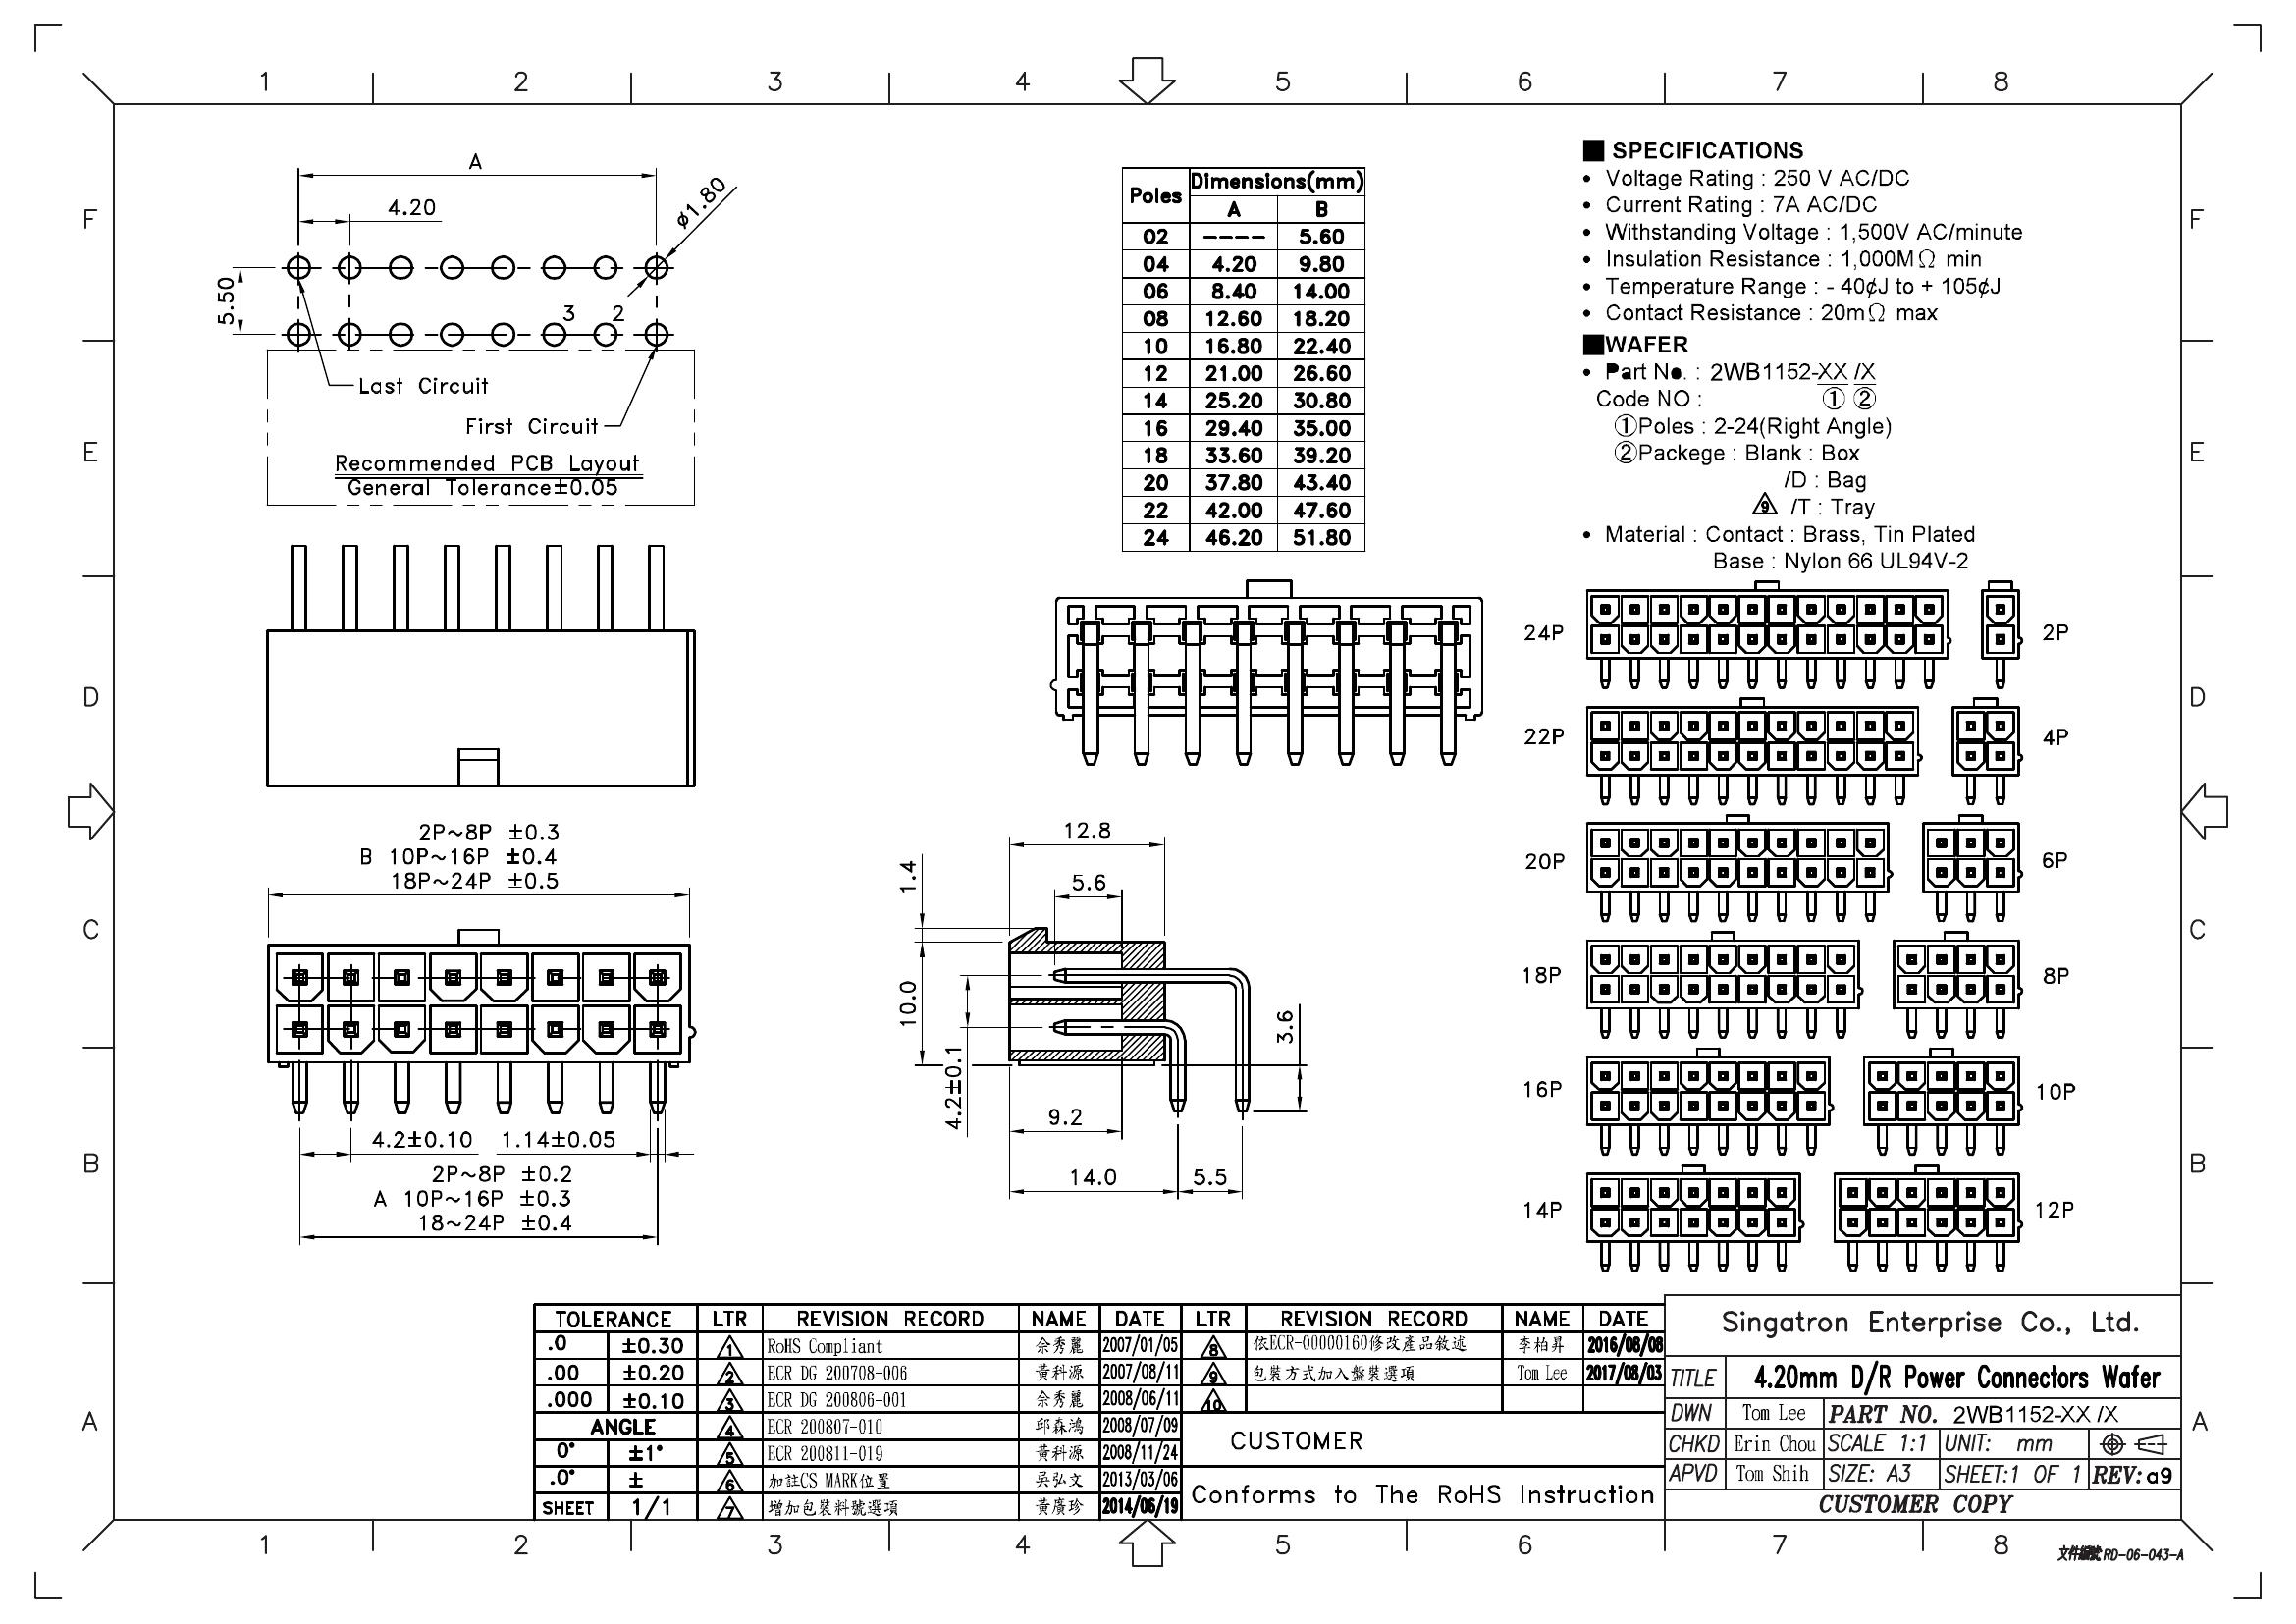 1 2 3 4 5 6 7 8
F E D C B A
F E D C B A
A
4.20
ø1.80
5.50
3 2
Last Circuit
First Circuit
Recommended PCB Layout
General Tolerance±0.05
Poles Dimensions(mm)
A B
02 ---- 5.60
04 4.20 9.80
06 8.40 14.00
08 12.60 18.20
10 16.80 22.40
12 21.00 26.60
14 25.20 30.80
16 29.40 35.00
18 33.60 39.20
20 37.80 43.40
22 42.00 47.60
24 46.20 51.80
■ SPECIFICATIONS
• Voltage Rating : 250 V AC/DC
• Current Rating : 7A AC/DC
• Withstanding Voltage : 1,500V AC/minute
• Insulation Resistance : 1,000MΩ min
• Temperature Range : - 40¢J to + 105¢J
• Contact Resistance : 20mΩ max
■WAFER
• Part No. : 2WB1152-XX /X
Code NO : ① ②
①Poles : 2-24(Right Angle)
②Packege : Blank : Box
/D : Bag
9 /T : Tray
• Material : Contact : Brass, Tin Plated
Base : Nylon 66 UL94V-2
24P 2P
22P 4P
20P 6P
18P 8P
16P 10P
14P 12P
2P~8P ±0.3
B 10P~16P ±0.4
18P~24P ±0.5
4.2±0.10 1.14±0.05
2P~8P ±0.2
A 10P~16P ±0.3
18~24P ±0.4
12.8
1.4
5.6
10.0
4.2±0.1
3.6
9.2
14.0 5.5
TOLERANCE LTR REVISION RECORD NAME DATE LTR REVISION RECORD NAME DATE
.0 ±0.30 1 RoHS Compliant 佘秀麗 2007/01/05 8 依ECR-00000160修改產品敘述 李柏昇 2016/08/08
.00 ±0.20 2 ECR DG 200708-006 黃科源 2007/08/11 9 包裝方式加入盤裝選項 Tom Lee 2017/08/03
.000 ±0.10 3 ECR DG 200806-001 佘秀麗 2008/06/11 10
ANGLE 4 ECR 200807-010 邱森鴻 2008/07/09
0° ±1° 5 ECR 200811-019 黃科源 2008/11/24
.0° ± 6 加註CS MARK位置 吳弘文 2013/03/06
SHEET 1/1 7 增加包裝料號選項 黃廣珍 2014/06/19
CUSTOMER
Conforms to The RoHS Instruction
Singatron Enterprise Co., Ltd.
TITLE 4.20mm D/R Power Connectors Wafer
DWN Tom Lee PART NO. 2WB1152-XX /X
CHKD Erin Chou SCALE 1:1 UNIT: mm
APVD Tom Shih SIZE: A3 SHEET:1 OF 1 REV: a9
CUSTOMER COPY
1 2 3 4 5 6 7 8
文件編號 RD-06-043-A